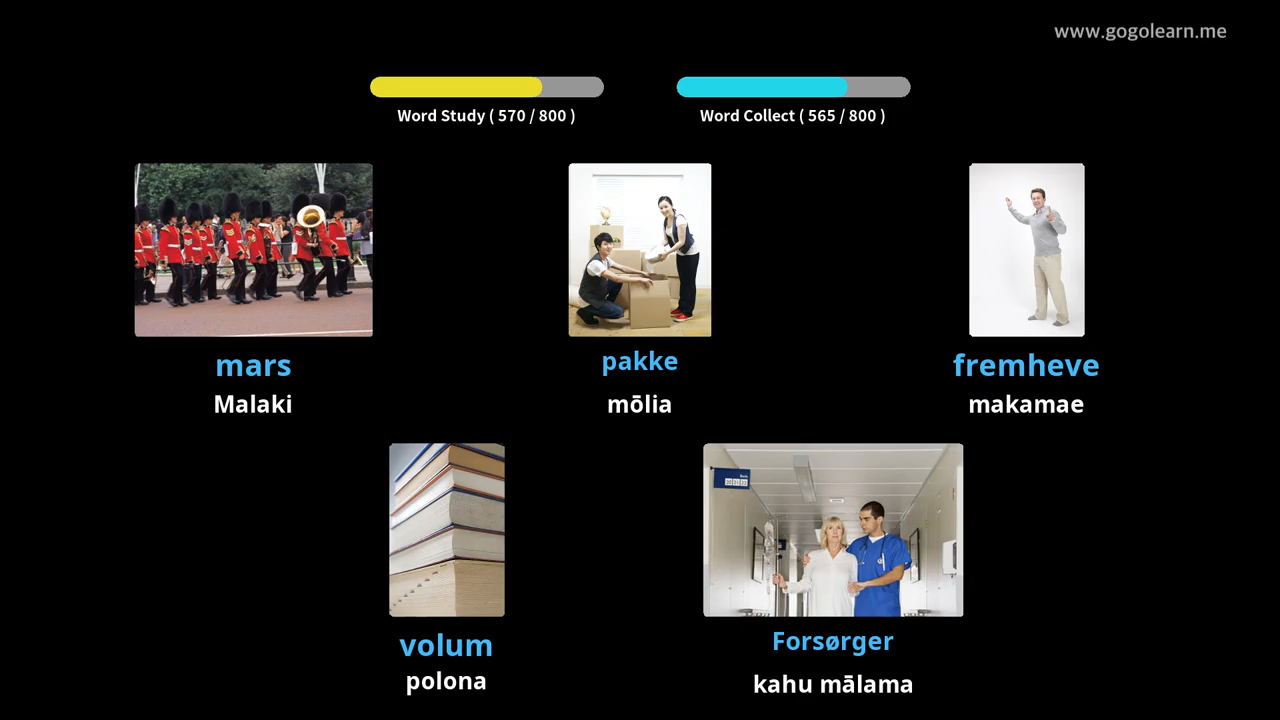 www.gogolearn.me
Word Study ( 570 / 800 )
Word Collect ( 565 / 800 )
mars
Malaki
pakke
mōlia
fremheve
makamae
volum
polona
Forsørger
kahu mālama